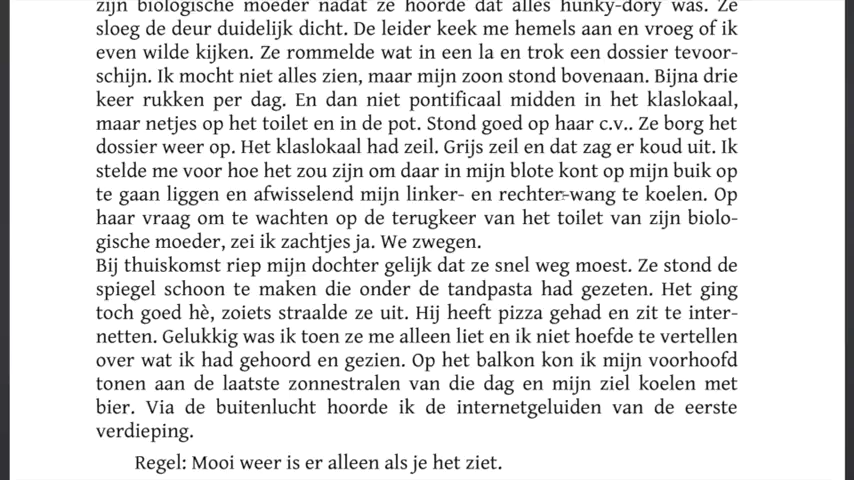 zijn biologische moeder nadat ze hoorde dat alles hunky-dory was. Ze
sloeg de deur duidelijk dicht. De leider keek me hemels aan en vroeg of ik
even wilde kijken. Ze rommelde wat in een la en trok een dossier tevoor-
schijn. Ik mocht niet alles zien, maar mijn zoon stond bovenaan. Bijna drie
keer rukken per dag. En dan niet pontificaal midden in het klaslokaal,
maar netjes op het toilet en in de pot. Stond goed op haar c.v.. Ze borg het
dossier weer op. Het klaslokaal had zeil. Grijs zeil en dat zag er koud uit. Ik
stelde me voor hoe het zou zijn om daar in mijn blote kont op mijn buik op
te gaan liggen en afwisselend mijn linker- en rechter-wang te koelen. Op
haar vraag om te wachten op de terugkeer van het toilet van zijn biolo-
gische moeder, zei ik zachtjes ja. We zwegen.
Bij thuiskomst riep mijn dochter gelijk dat ze snel weg moest. Ze stond de
spiegel schoon te maken die onder de tandpasta had gezeten. Het ging
toch goed hè, zoiets straalde ze uit. Hij heeft pizza gehad en zit te inter-
netten. Gelukkig was ik toen ze me alleen liet en ik niet hoefde te vertellen
over wat ik had gehoord en gezien. Op het balkon kon ik mijn voorhoofd
tonen aan de laatste zonnestralen van die dag en mijn ziel koelen met
bier. Via de buitenlucht hoorde ik de internetgeluiden van de eerste
verdieping.
Regel: Mooi weer is er alleen als je het ziet.